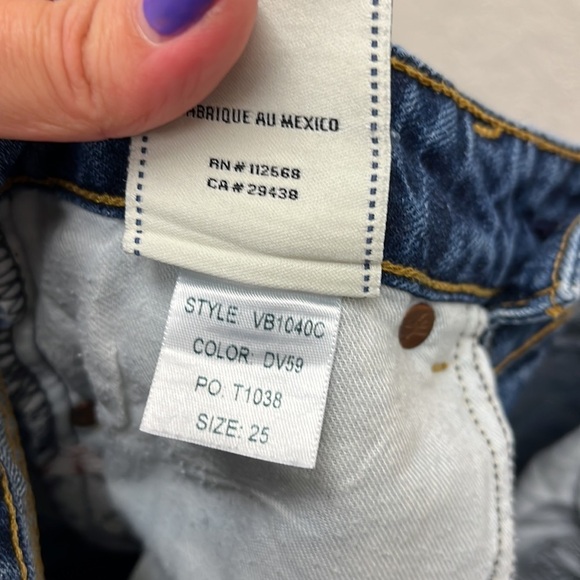 ABRIQUE AU MEXICO
RN# 112568
CA# 29438
STYLE: VB1040C
COLOR: DV59
PO: T1038
SIZE: 25